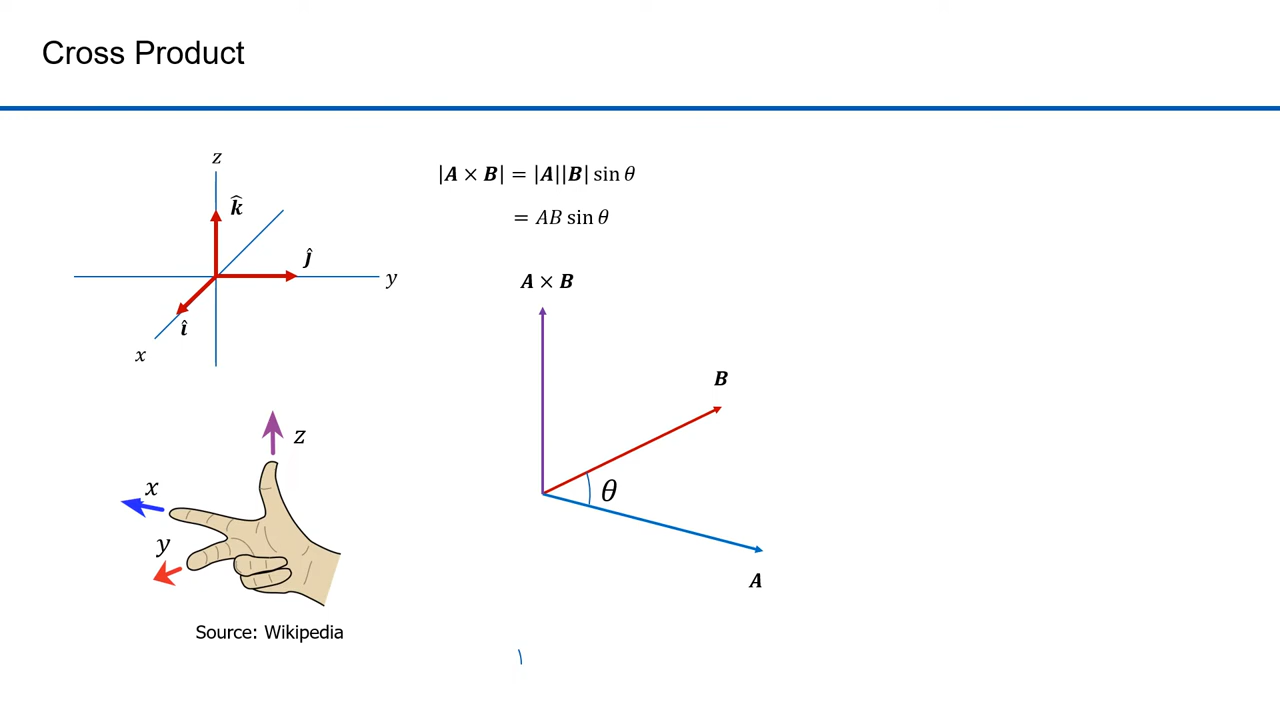 Cross Product
z
k̂
ĵ
y
î
x
|A × B| = |A||B| sin θ
= AB sin θ
A × B
B
θ
A
z
x
y
Source: Wikipedia